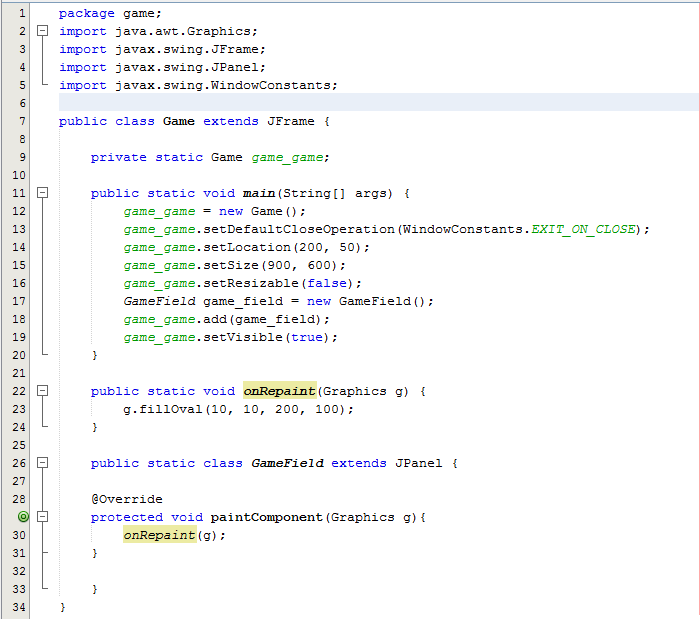 1 package game;
2 import java.awt.Graphics;
3 import javax.swing.JFrame;
4 import javax.swing.JPanel;
5 import javax.swing.WindowConstants;
6
7 public class Game extends JFrame {
8
9     private static Game game_game;
10
11     public static void main(String[] args) {
12         game_game = new Game();
13         game_game.setDefaultCloseOperation(WindowConstants.EXIT_ON_CLOSE);
14         game_game.setLocation(200, 50);
15         game_game.setSize(900, 600);
16         game_game.setResizable(false);
17         GameField game_field = new GameField();
18         game_game.add(game_field);
19         game_game.setVisible(true);
20     }
21
22     public static void onRepaint(Graphics g) {
23         g.fillOval(10, 10, 200, 100);
24     }
25
26     public static class GameField extends JPanel {
27
28     @Override
    protected void paintComponent(Graphics g){
30         onRepaint(g);
31     }
32
33     }
34 }